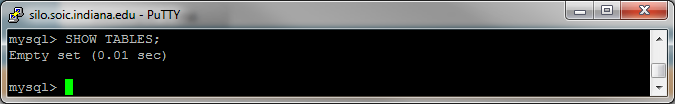 silo.soic.indiana.edu - PuTTY
mysql> SHOW TABLES;
Empty set (0.01 sec)
mysql>